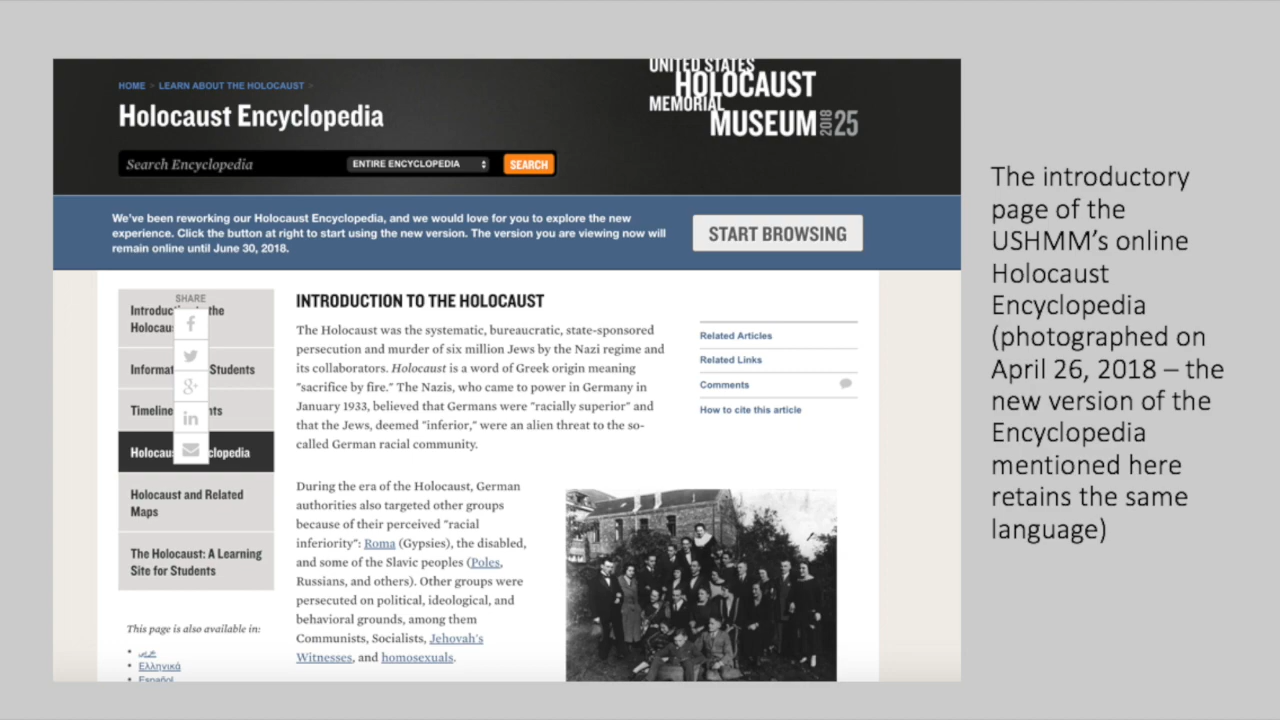 HOME > LEARN ABOUT THE HOLOCAUST >
Holocaust Encyclopedia
Search Encyclopedia
ENTIRE ENCYCLOPEDIA
SEARCH
UNITED STATES
HOLOCAUST
MEMORIAL
MUSEUM 2018 25
We've been reworking our Holocaust Encyclopedia, and we would love for you to explore the new
experience. Click the button at right to start using the new version. The version you are viewing now will
remain online until June 30, 2018.
START BROWSING
SHARE
Timeline
Students
Holocaust and Related
Maps
The Holocaust: A Learning
Site for Students
This page is also available in:
• عربي
• Ελληνικά
• Español
INTRODUCTION TO THE HOLOCAUST
The Holocaust was the systematic, bureaucratic, state-sponsored
persecution and murder of six million Jews by the Nazi regime and
its collaborators. Holocaust is a word of Greek origin meaning
"sacrifice by fire." The Nazis, who came to power in Germany in
January 1933, believed that Germans were "racially superior" and
that the Jews, deemed "inferior," were an alien threat to the so-
called German racial community.
During the era of the Holocaust, German
authorities also targeted other groups
because of their perceived "racial
inferiority": Roma (Gypsies), the disabled,
and some of the Slavic peoples (Poles,
Russians, and others). Other groups were
persecuted on political, ideological, and
behavioral grounds, among them
Communists, Socialists, Jehovah's
Witnesses, and homosexuals.
Related Articles
Related Links
Comments
How to cite this article
The introductory
page of the
USHMM's online
Holocaust
Encyclopedia
(photographed on
April 26, 2018 – the
new version of the
Encyclopedia
mentioned here
retains the same
language)